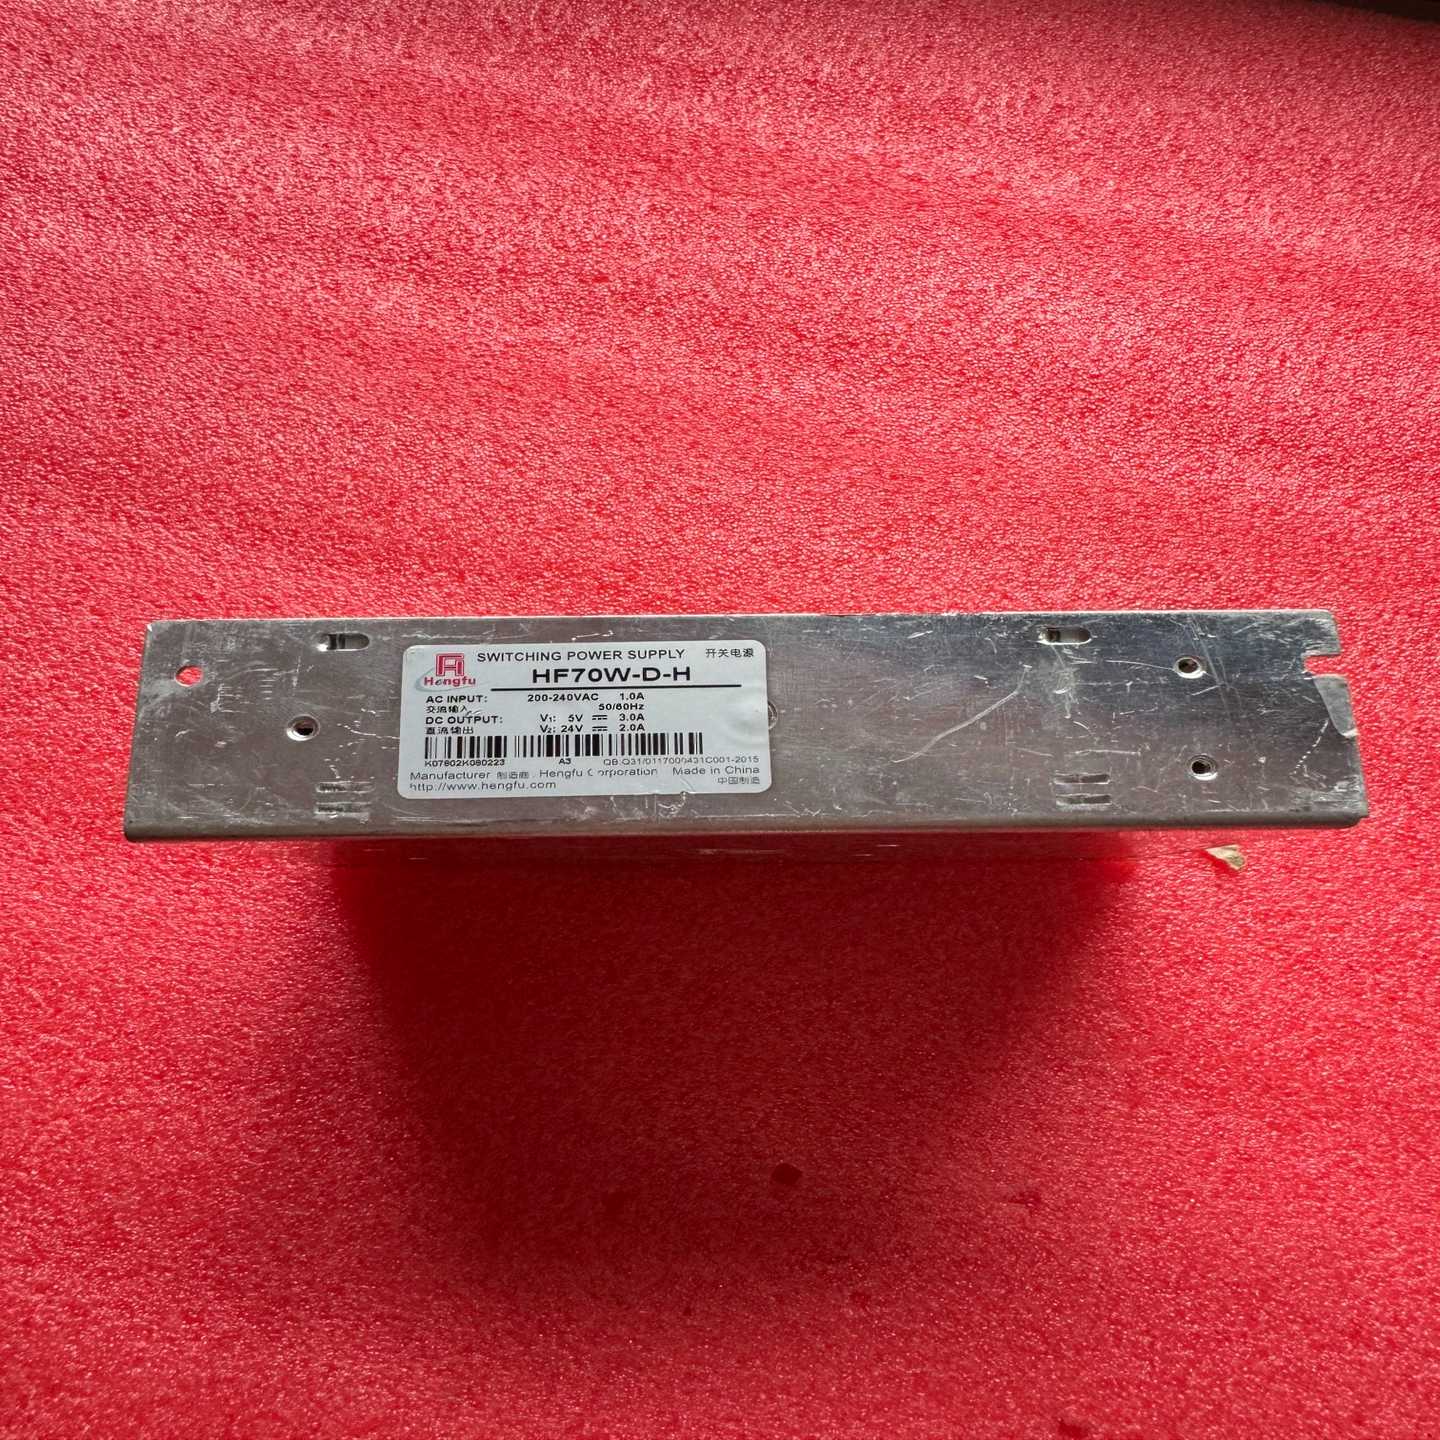 Hengfu
SWITCHING POWER SUPPLY 开关电源
HF70W-D-H
AC INPUT: 200-240VAC 1.0A
交流输入 50/60Hz
DC OUTPUT: V1: 5V 3.0A
直流输出 V2: 24V 2.0A
K07802K080223 A3 QB.Q31/0117000431C001-2015
Manufacturer 制造商: Hengfu Corporation Made in China
http://www.hengfu.com 中国制造